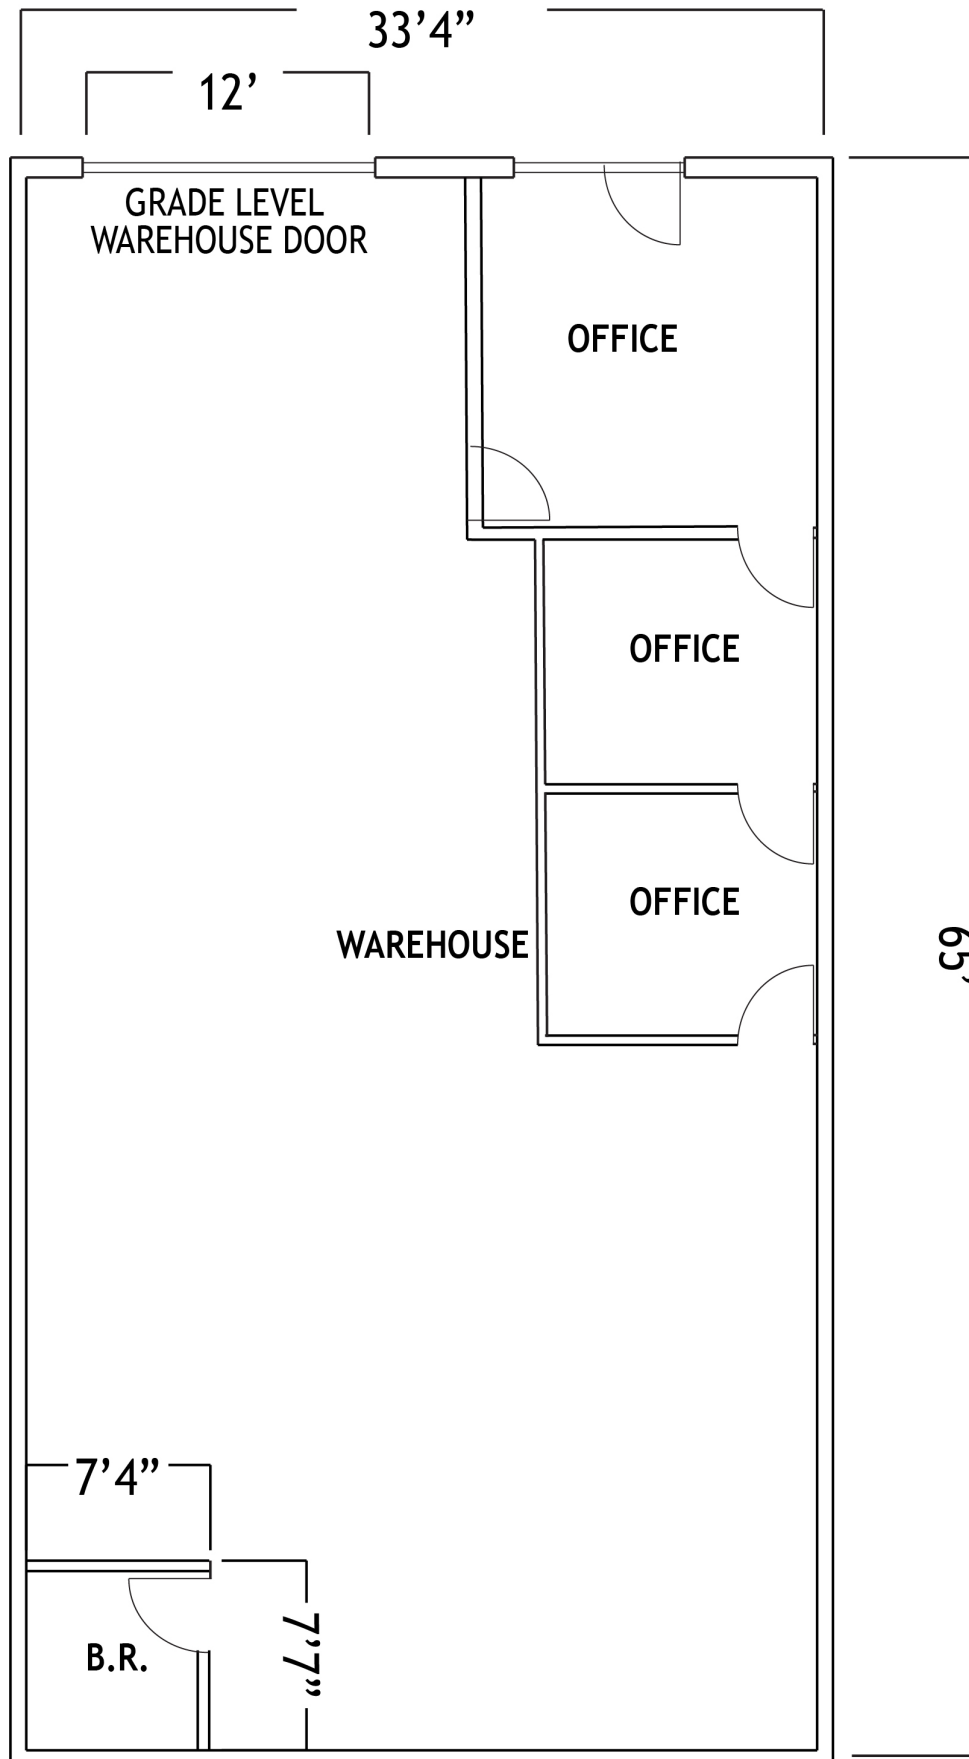 33’4”
12’
GRADE LEVEL
WAREHOUSE DOOR
OFFICE
OFFICE
OFFICE
WAREHOUSE
65’
7’4”
7’7”
B.R.